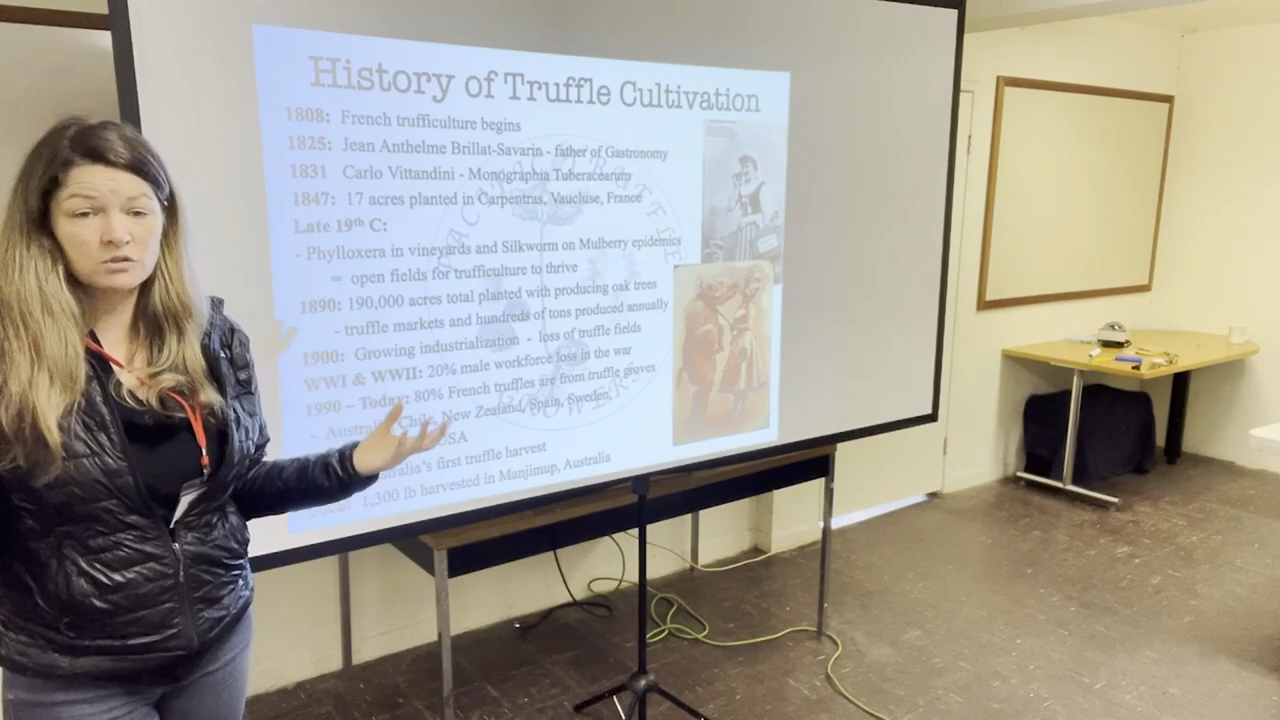 History of Truffle Cultivation
1808: French trufficulture begins
1825: Jean Anthelme Brillat-Savarin - father of Gastronomy
1831 Carlo Vittandini - Monographia Tuberacearum
1847: 17 acres planted in Carpentras, Vaucluse, France
Late 19th C:
- Phylloxera in vineyards and Silkworm on Mulberry epidemics
= open fields for trufficulture to thrive
1890: 190,000 acres total planted with producing oak trees
- truffle markets and hundreds of tons produced annually
1900: Growing industrialization - loss of truffle fields
WWI & WWII: 20% male workforce loss in the war
1990 – Today: 80% French truffles are from truffle groves
- Chile, New Zealand, Spain, Sweden,
USA
first truffle harvest
1,300 lb harvested in Manjimup, Australia
PACIFIC TRUFFLE
GROWERS